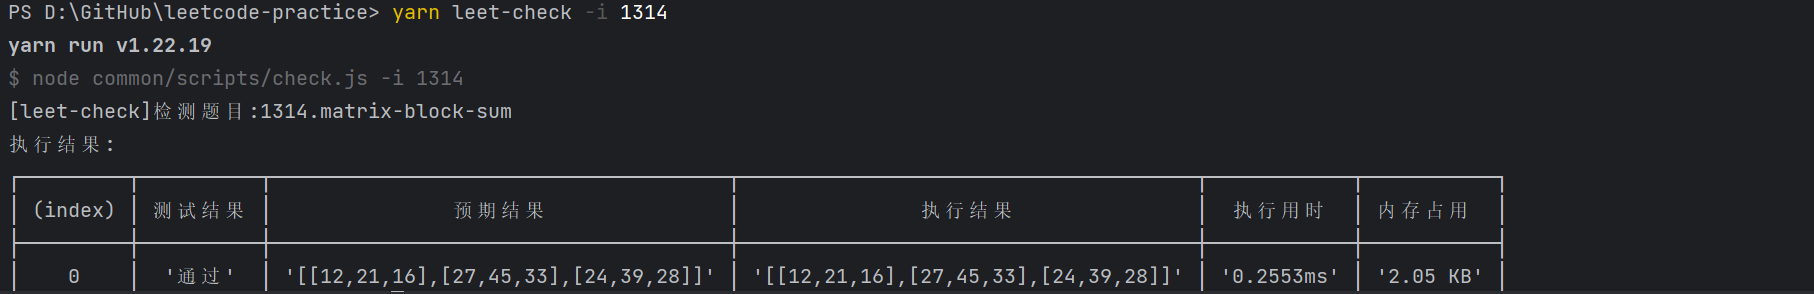 PS D:\GitHub\leetcode-practice> yarn leet-check -i 1314
yarn run v1.22.19
$ node common/scripts/check.js -i 1314
[leet-check]检测题目:1314.matrix-block-sum
执行结果:
(index) 测试结果 预期结果 执行结果 执行用时 内存占用
0 '通过' '[[12,21,16],[27,45,33],[24,39,28]]' '[[12,21,16],[27,45,33],[24,39,28]]' '0.2553ms' '2.05 KB'